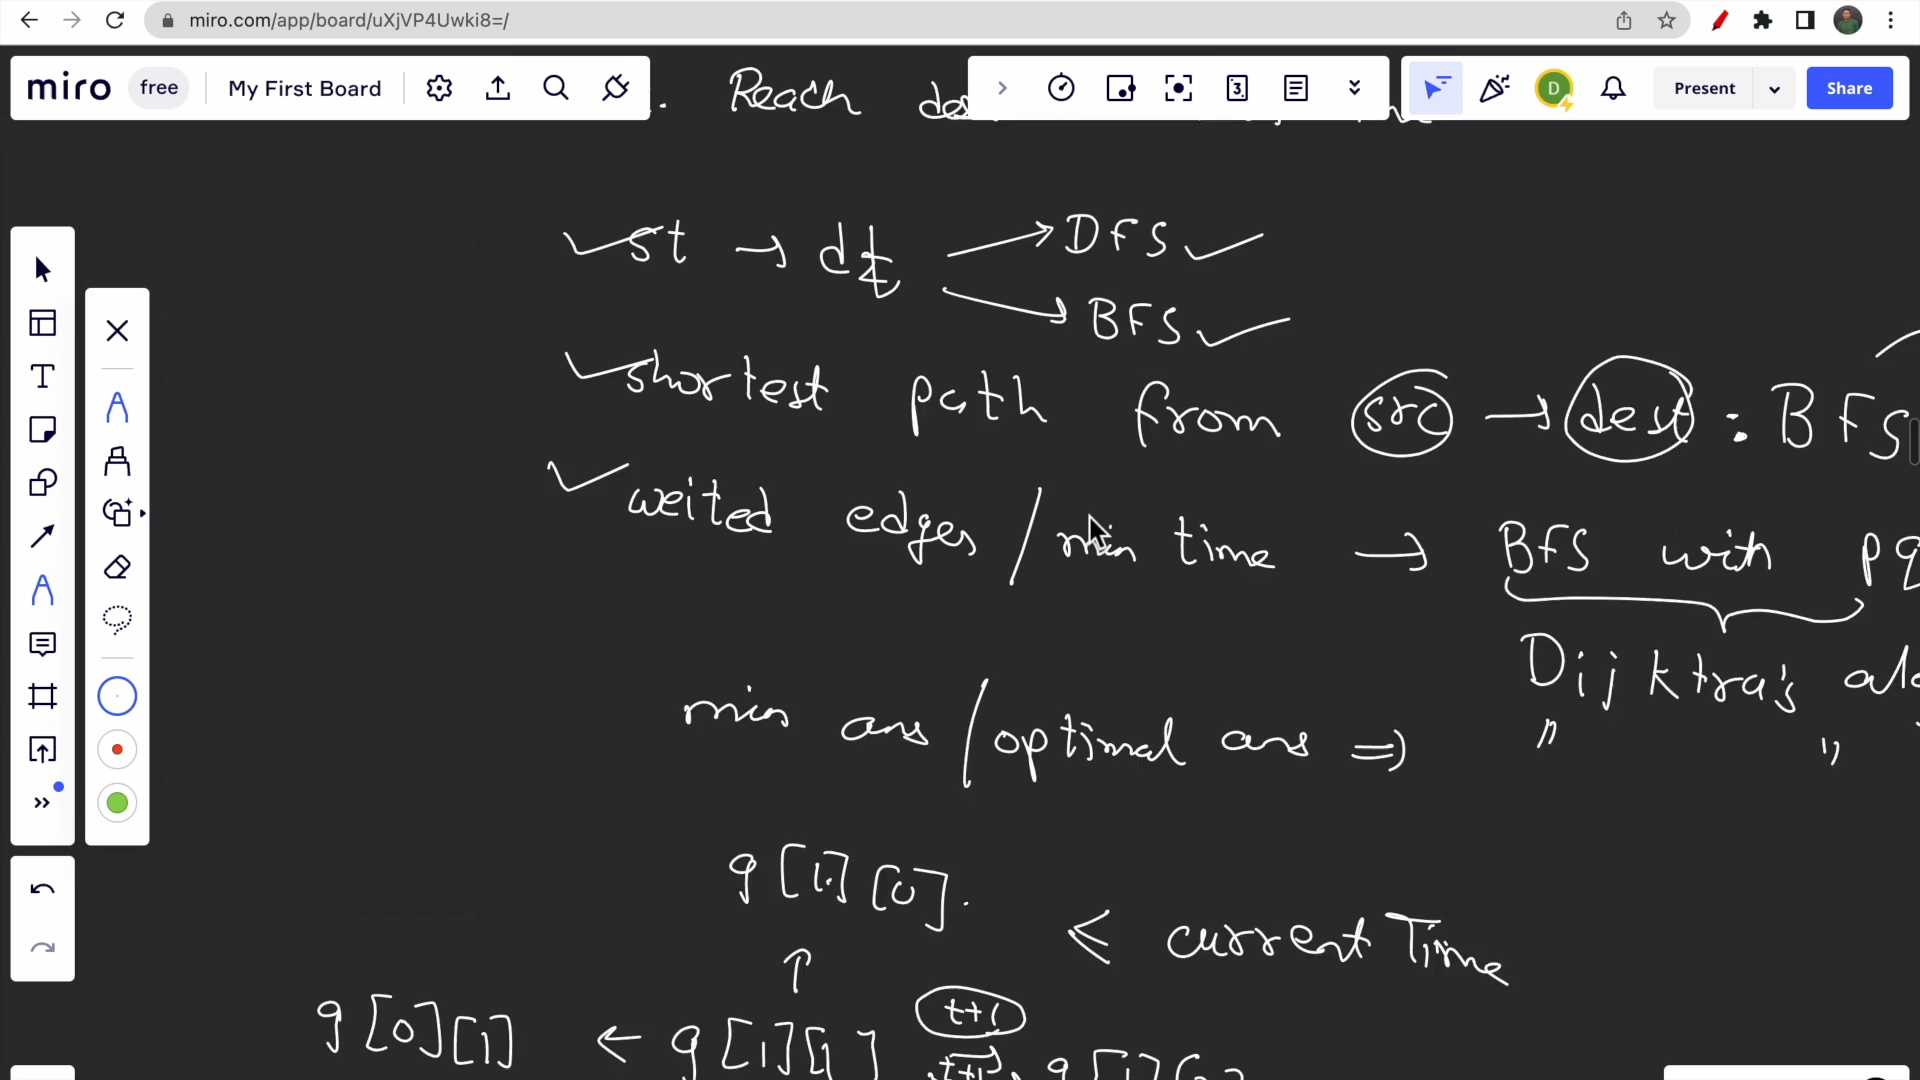 miro.com/app/board/uXjVP4Uwki8=/
miro free My First Board
3
D
Present
Share
. Reach
st → dt → DFS
→ BFS
shortest path from src → dest : BFS
weited edges / min time → BFS with pq
Dijktra's
" "
min ans / optimal ans ⇒
g[1][0].
≤ current Time
↑
t+1
g[0][1] ← g[1][1]
t+1
T
A